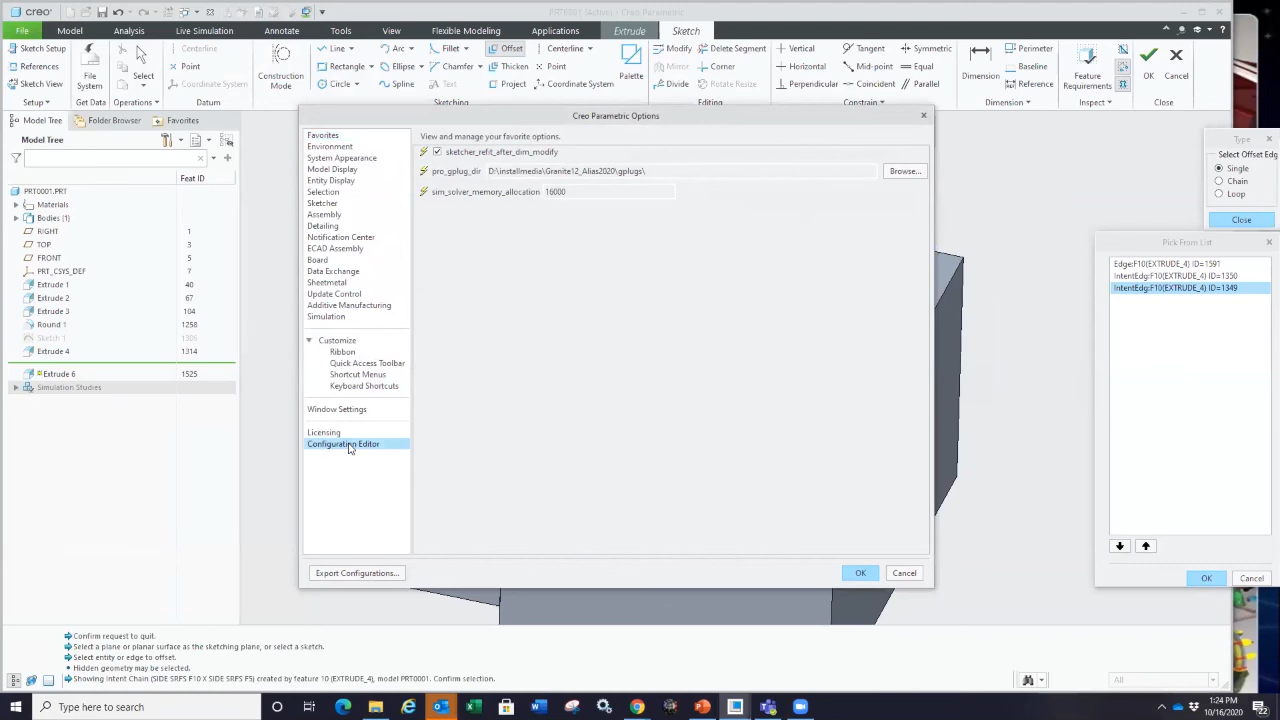 creo
PRT0001 (Active) - Creo Parametric
File Model Analysis Live Simulation Annotate Tools View Flexible Modeling Applications Extrude Sketch
Sketch Setup
References
Sketch View
Setup
File System
Get Data
Select
Operations
Centerline
Point
Coordinate System
Datum
Construction Mode
Line Arc Fillet Offset Centerline
Rectangle Ellipse Chamfer Thicken Point
Circle Spline Project Coordinate System
Palette
Sketching
Modify Delete Segment
Mirror Corner
Divide Rotate Resize
Editing
Vertical Tangent Symmetric
Horizontal Mid-point Equal
Perpendicular Coincident Parallel
Constrain
Dimension
Perimeter
Baseline
Reference
Dimension
Feature Requirements
Inspect
OK Cancel
Close
Model Tree Folder Browser Favorites
Model Tree
Feat ID
PRT0001.PRT
Materials
Bodies (1)
RIGHT 1
TOP 3
FRONT 5
PRT_CSYS_DEF 7
Extrude 1 40
Extrude 2 67
Extrude 3 104
Round 1 1258
Extrude 4 1314
Extrude 6 1525
Simulation Studies
Creo Parametric Options
Favorites
Environment
System Appearance
Model Display
Entity Display
Selection
Sketcher
Assembly
Detailing
Notification Center
ECAD Assembly
Board
Data Exchange
Sheetmetal
Update Control
Additive Manufacturing
Simulation
Customize
Ribbon
Quick Access Toolbar
Shortcut Menus
Keyboard Shortcuts
Window Settings
Licensing
Configuration Editor
View and manage your favorite options.
sketcher_refit_after_dim_modify
pro_gplug_dir D:\installmedia\Granite12_Alias2020\gplugs\ Browse...
sim_solver_memory_allocation 16000
Export Configurations... OK Cancel
Type
Select Offset Edg
Single
Chain
Loop
Close
Pick From List
Edge:F10(EXTRUDE_4) ID=1591
IntentEdg:F10(EXTRUDE_4) ID=1350
IntentEdg:F10(EXTRUDE_4) ID=1349
OK Cancel
Confirm request to quit.
Select a plane or planar surface as the sketching plane, or select a sketch.
Select entity or edge to offset.
Hidden geometry may be selected.
Showing Intent Chain (SIDE SRFS F10 X SIDE SRFS F5) created by feature 10 (EXTRUDE_4), model PRT0001. Confirm selection.
All
Type here to search
1:24 PM
10/16/2020
22